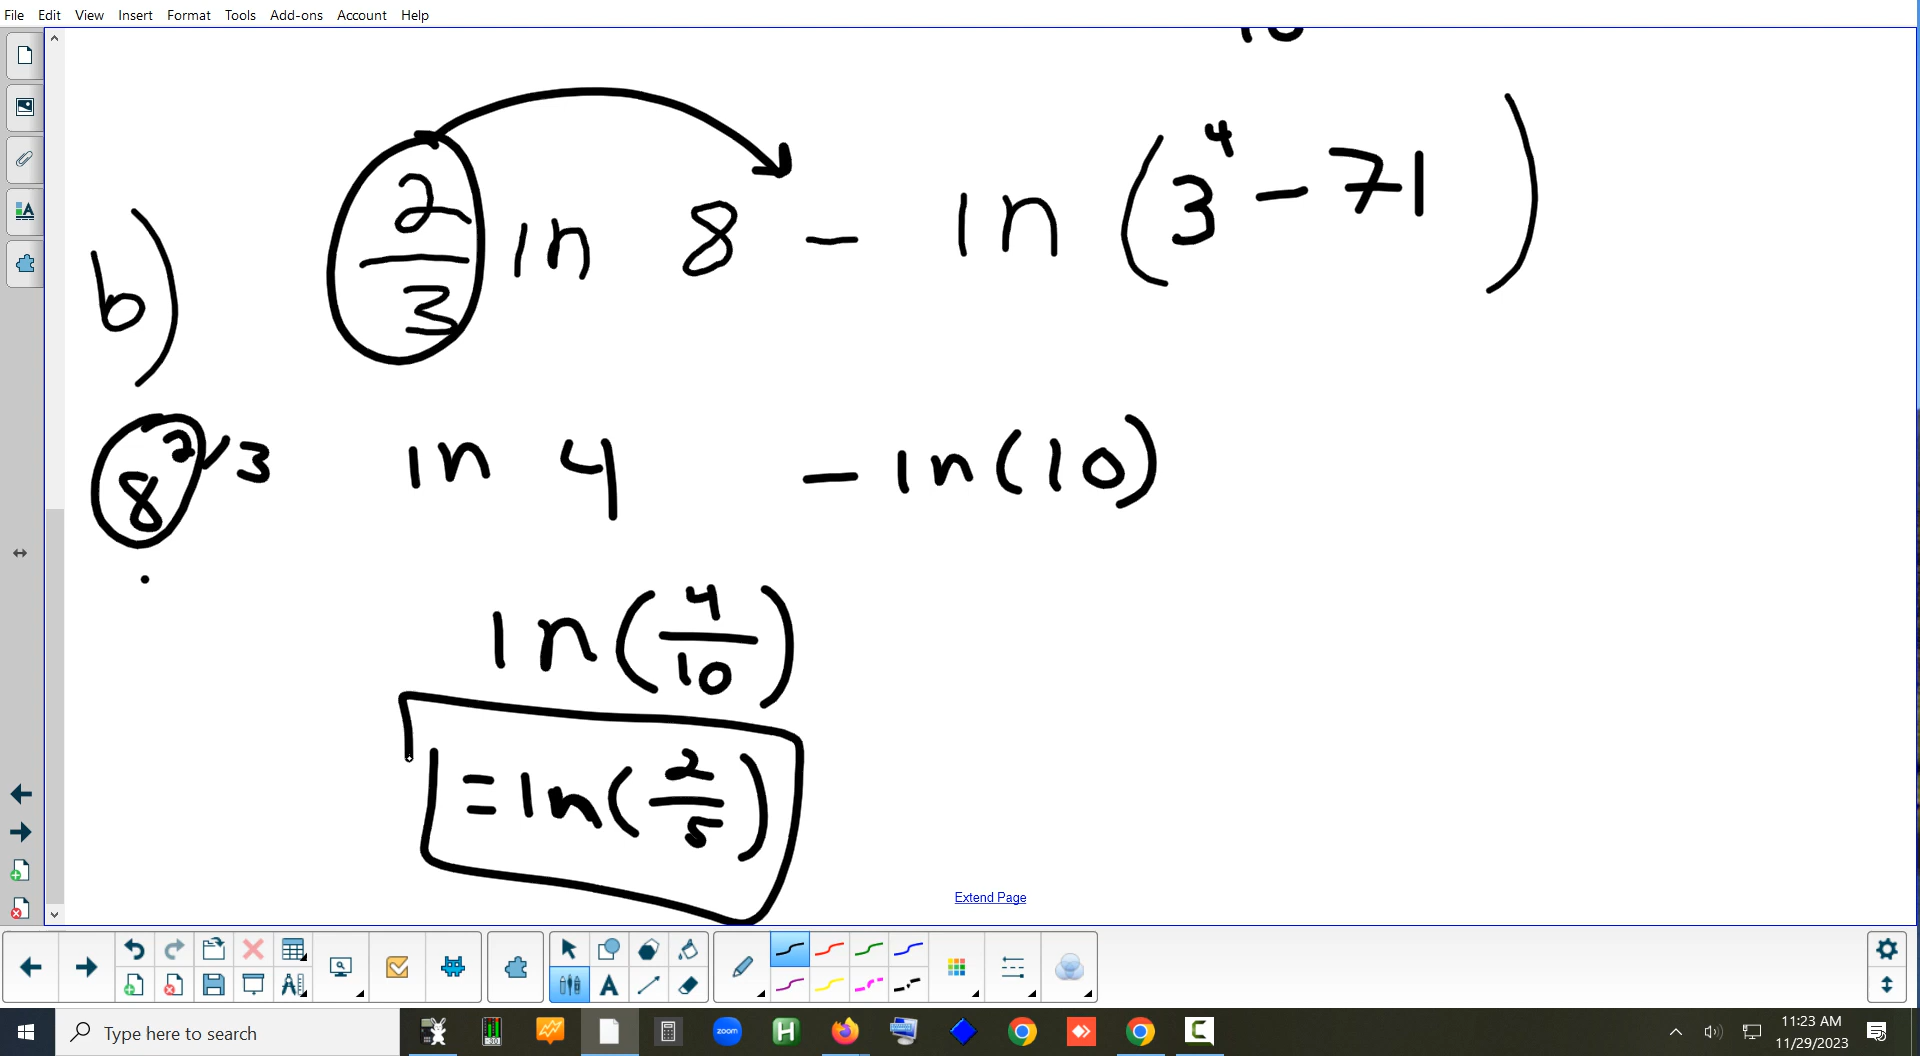 File Edit View Insert Format Tools Add-ons Account Help
b) 2/3 ln 8 - ln (3^4 - 71)
8^2/3 ln 4 - ln(10)
ln(4/10)
= ln(2/5)
Extend Page
A
zoom
H
C
Type here to search
11:23 AM
11/29/2023